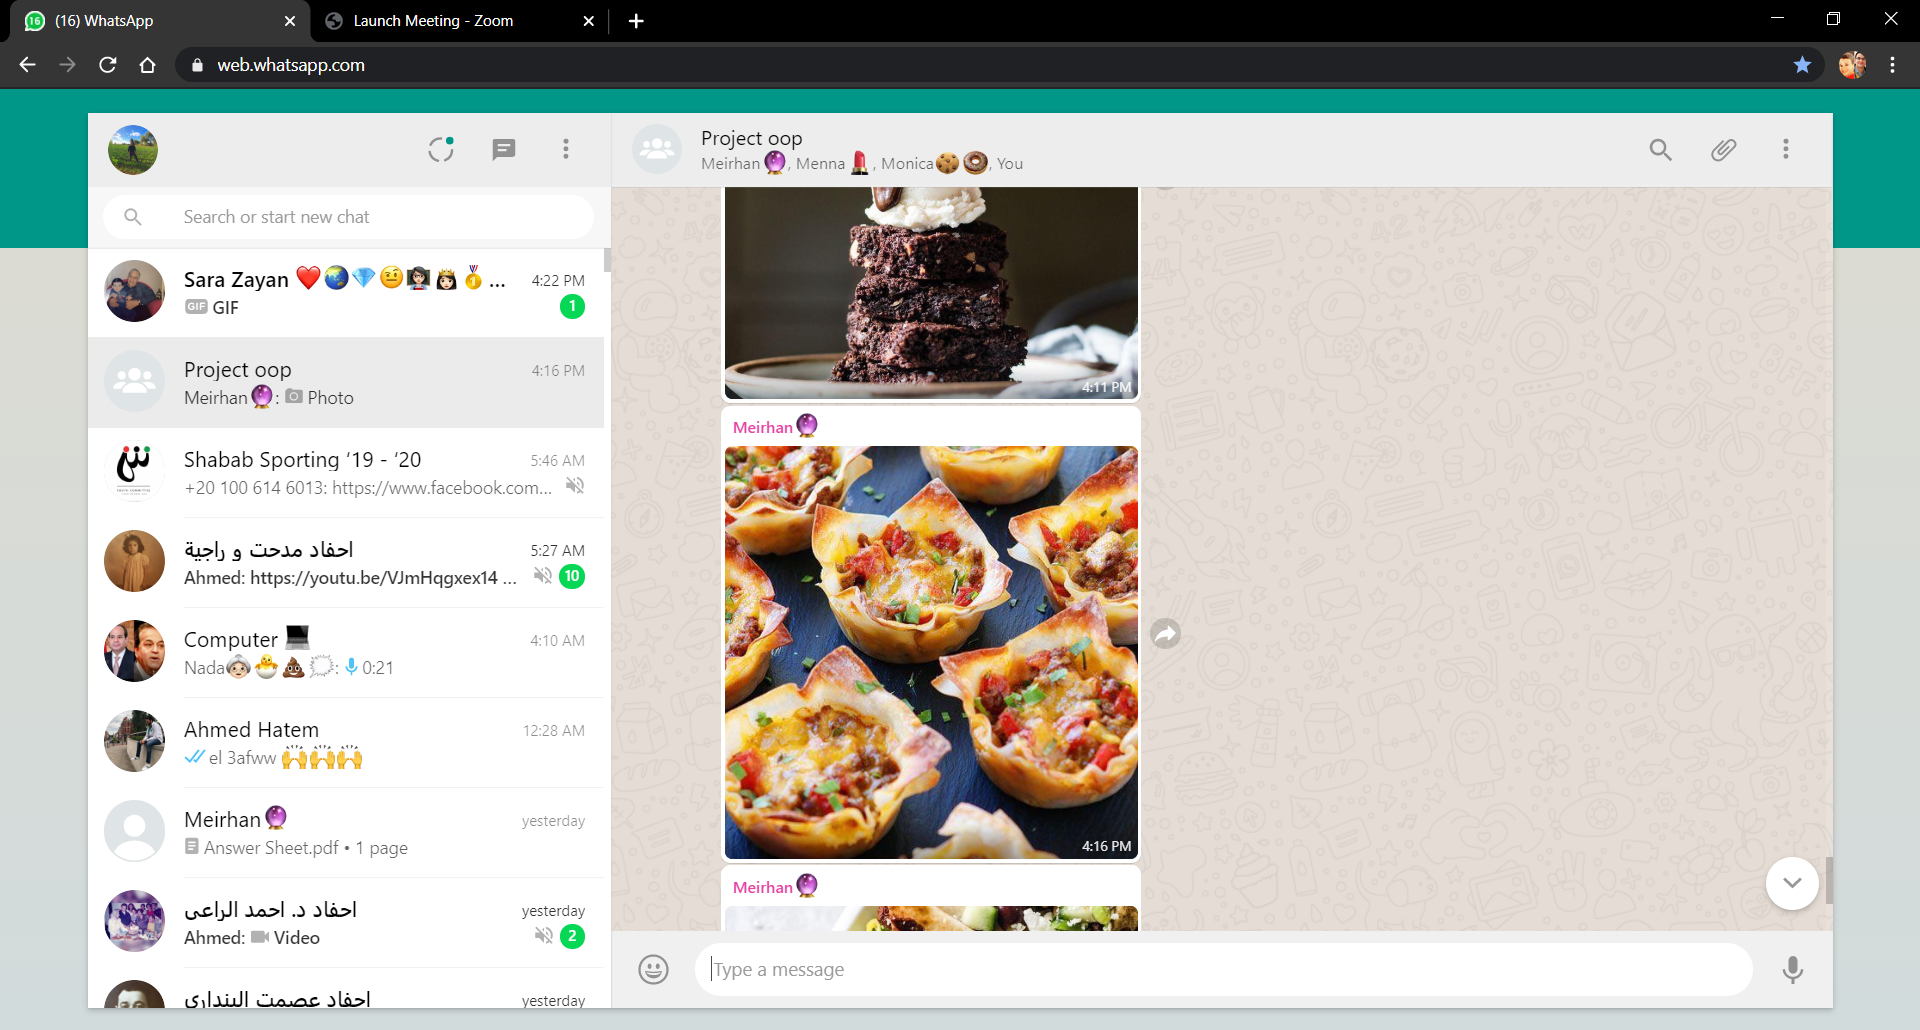 (16) WhatsApp
Launch Meeting - Zoom
web.whatsapp.com
Search or start new chat
Sara Zayan ❤️🌏💎🤨👩🏻‍🏫👸🏻🥇 ...
4:22 PM
GIF GIF
1
Project oop
4:16 PM
Meirhan🔮: Photo
Shabab Sporting ‘19 - ‘20
5:46 AM
+20 100 614 6013: https://www.facebook.com...
احفاد مدحت و راجية
5:27 AM
Ahmed: https://youtu.be/VJmHqgxex14 ...
10
Computer 💻
4:10 AM
Nada👵🏻🐣💩🗯: 0:21
Ahmed Hatem
12:28 AM
el 3afww 🙌🙌🙌
Meirhan🔮
yesterday
Answer Sheet.pdf • 1 page
احفاد د. احمد الراعى
yesterday
Ahmed: Video
2
احفاد عصمت البندارى
yesterday
Project oop
Meirhan🔮, Menna 💄, Monica🍪🍩, You
4:11 PM
Meirhan🔮
4:16 PM
Meirhan🔮
Type a message